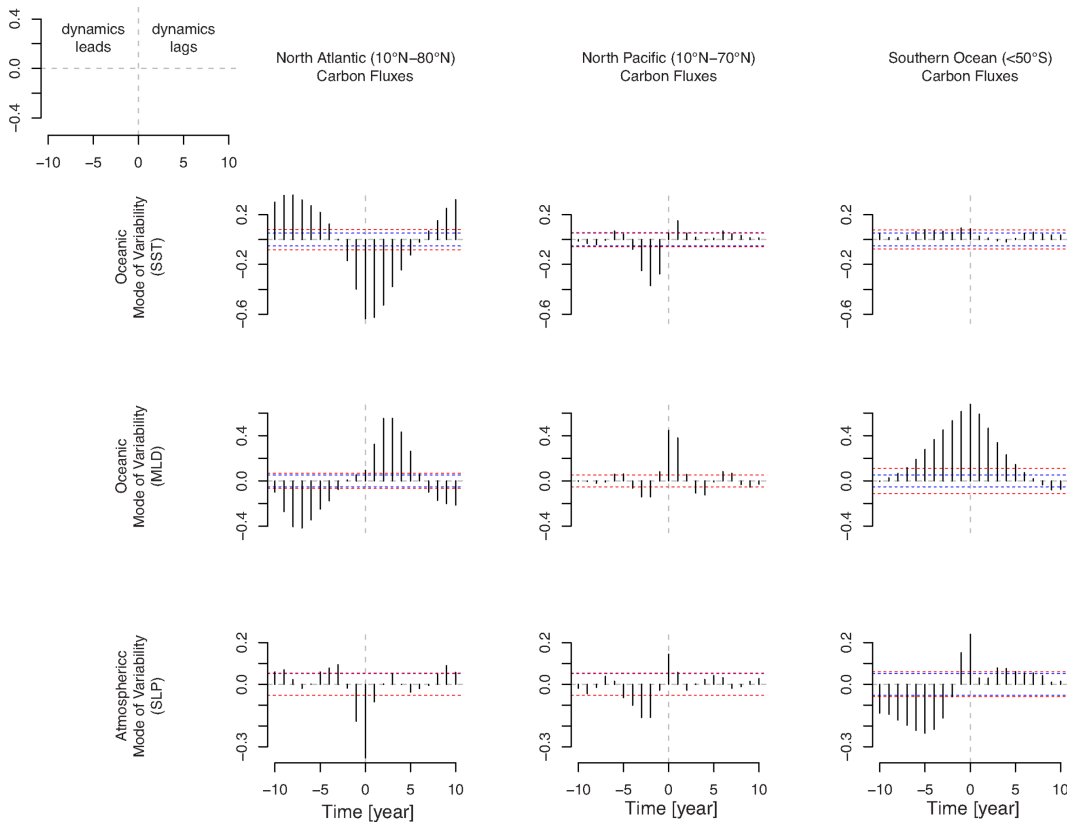 dynamics dynamics
leads lags
0.4
0.0
−0.4
−10 −5 0 5 10
North Atlantic (10°N−80°N) North Pacific (10°N−70°N) Southern Ocean (<50°S)
Carbon Fluxes Carbon Fluxes Carbon Fluxes
Oceanic
Mode of Variability
(SST)
0.2 0.2 0.2
−0.2 −0.2 −0.2
−0.6 −0.6 −0.6
Oceanic
Mode of Variability
(MLD)
0.4 0.4 0.4
0.0 0.0 0.0
−0.4 −0.4 −0.4
Atmosphericc
Mode of Variability
(SLP)
0.2 0.2 0.2
0.0 0.0 0.0
−0.3 −0.3 −0.3
−10 −5 0 5 10 −10 −5 0 5 10 −10 −5 0 5 10
Time [year] Time [year] Time [year]